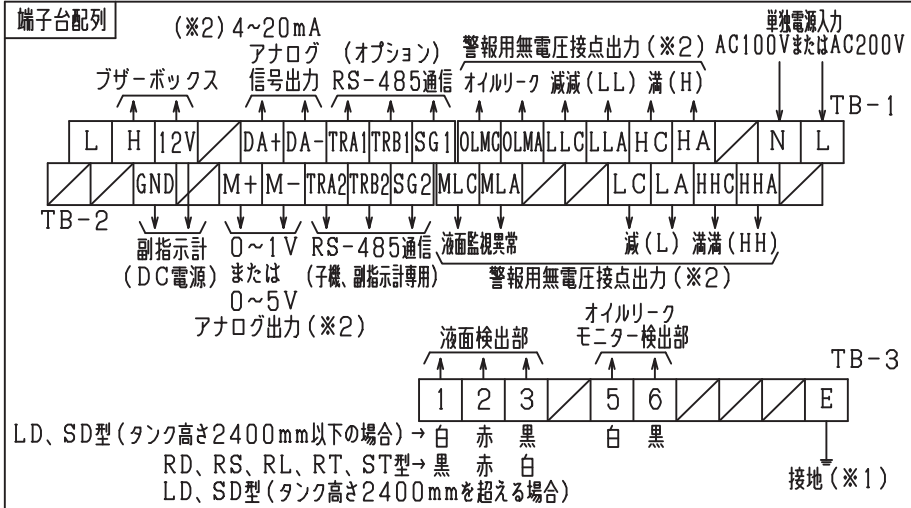 端子台配列
(※2) 4~20mA
アナログ
信号出力
(オプション)
RS-485通信
警報用無電圧接点出力(※2)
オイルリーク 減減(LL) 満(H)
単独電源入力
AC100VまたはAC200V
ブザーボックス
TB-1
L H 12V DA+ DA- TRA1 TRB1 SG1 OLMC OLMA LLC LLA HC HA N L
GND M+ M- TRA2 TRB2 SG2 MLC MLA LC LA HHC HHA
TB-2
副指示計
(DC電源)
0~1V
または
0~5V
アナログ出力(※2)
RS-485通信
(子機、副指示計専用)
液面監視異常 減(L) 満満(HH)
警報用無電圧接点出力(※2)
液面検出部
オイルリーク
モニター検出部
TB-3
1 2 3 5 6 E
LD、SD型(タンク高さ2400mm以下の場合)→白 赤 黒 白 黒
RD、RS、RL、RT、ST型→黒 赤 白
LD、SD型(タンク高さ2400mmを超える場合)
接地(※1)